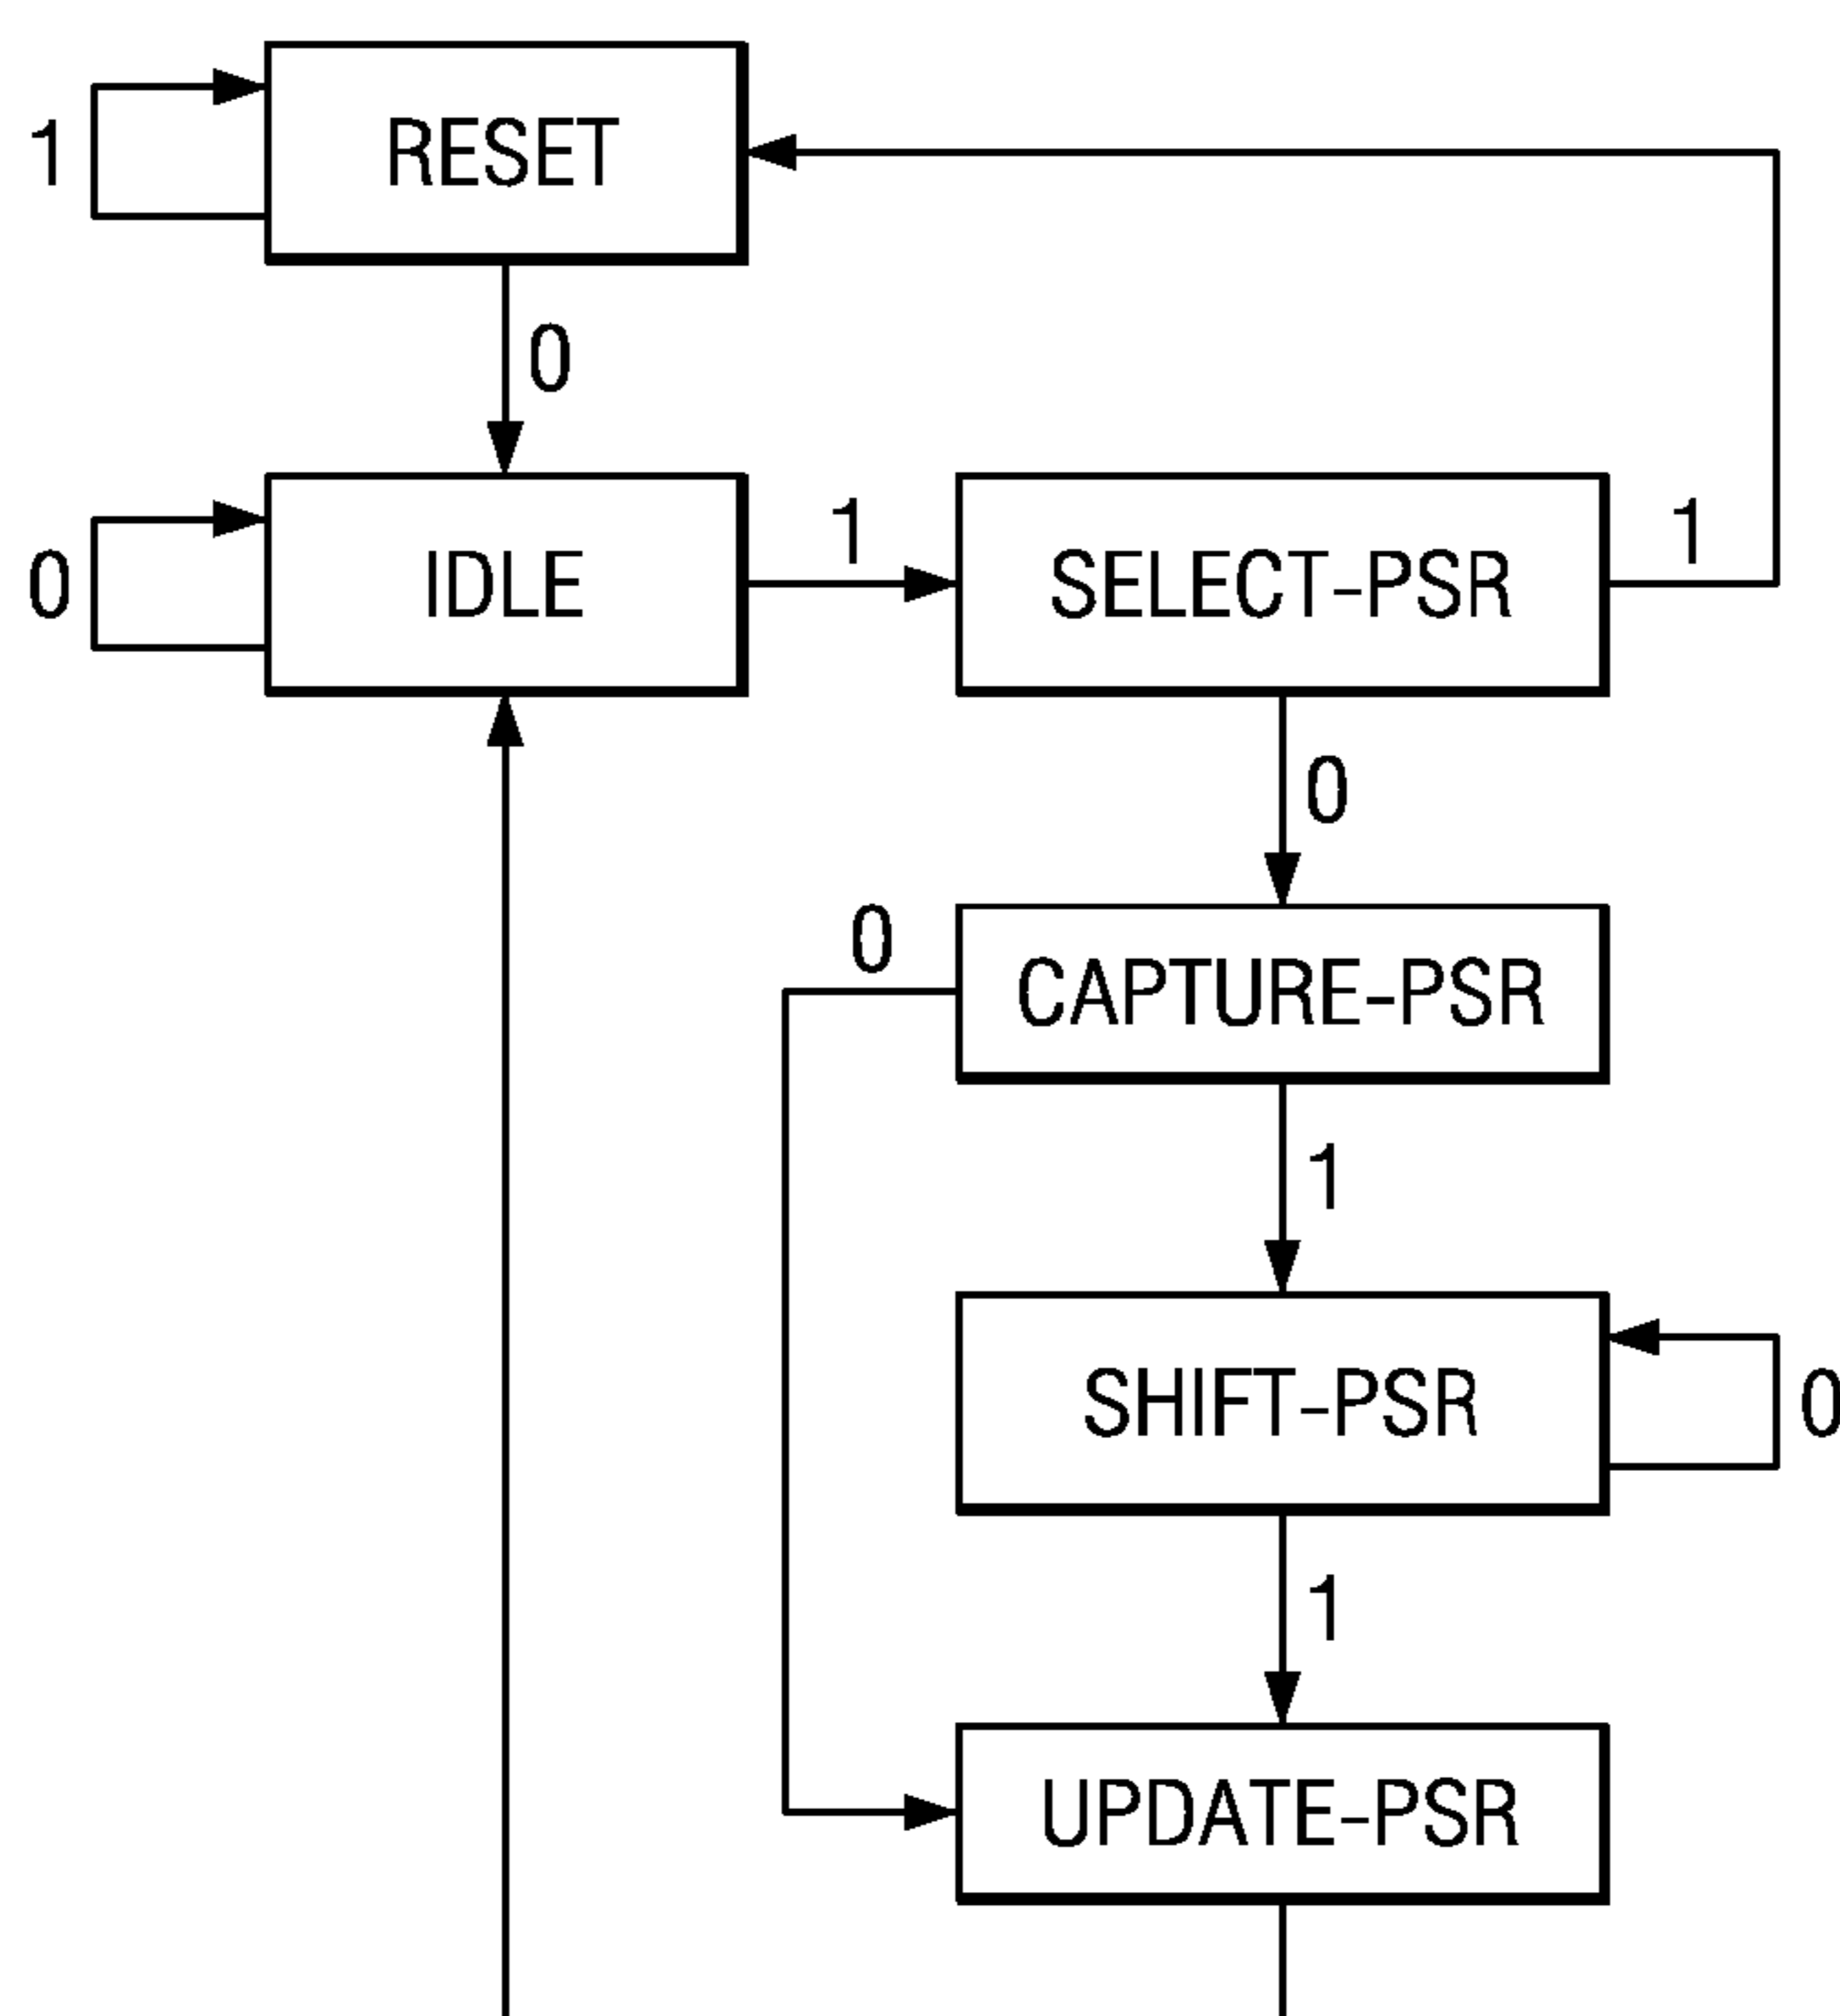 1
RESET
0
0
IDLE
1
SELECT-PSR
1
0
0
CAPTURE-PSR
1
SHIFT-PSR
0
1
UPDATE-PSR